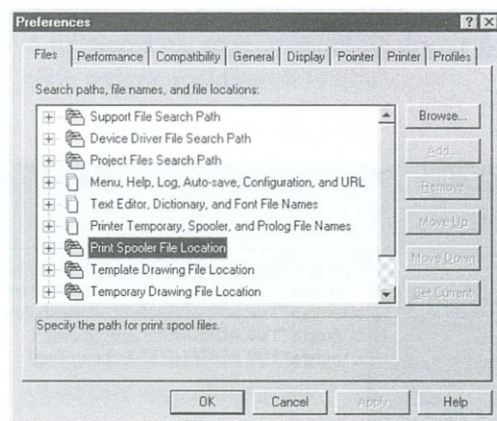 Preferences
Files Performance Compatibility General Display Pointer Printer Profiles
Search paths, file names, and file locations:
Support File Search Path
Device Driver File Search Path
Project Files Search Path
Menu, Help, Log, Auto-save, Configuration, and URL
Text Editor, Dictionary, and Font File Names
Printer Temporary, Spooler, and Prolog File Names
Print Spooler File Location
Template Drawing File Location
Temporary Drawing File Location
Browse...
Add...
Remove
Move Up
Move Down
Set Current
Specify the path for print spool files.
OK Cancel Apply Help